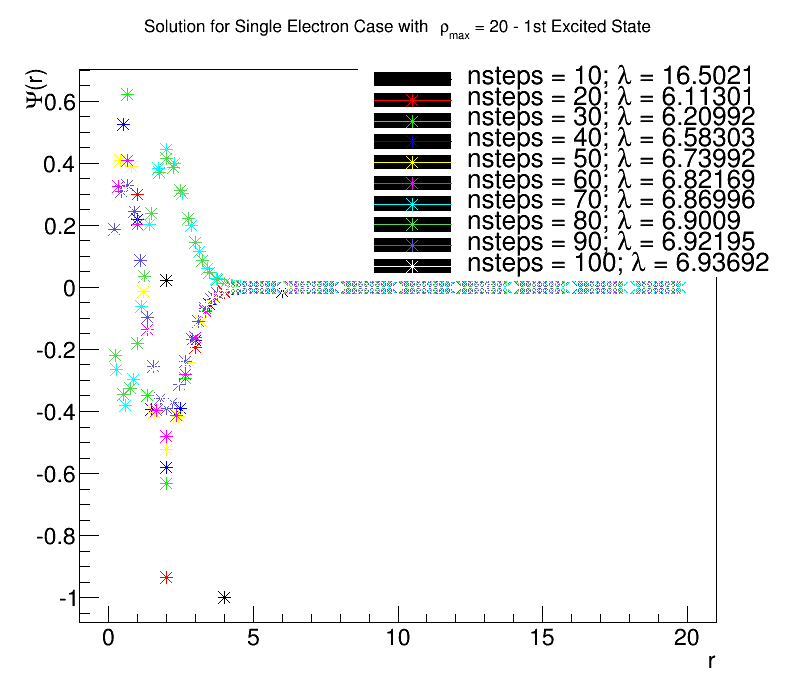 Solution for Single Electron Case with ρmax = 20 - 1st Excited State
Ψ(r)
nsteps = 10; λ = 16.5021
nsteps = 20; λ = 6.11301
nsteps = 30; λ = 6.20992
nsteps = 40; λ = 6.58303
nsteps = 50; λ = 6.73992
nsteps = 60; λ = 6.82169
nsteps = 70; λ = 6.86996
nsteps = 80; λ = 6.9009
nsteps = 90; λ = 6.92195
nsteps = 100; λ = 6.93692
0.6
0.4
0.2
0
-0.2
-0.4
-0.6
-0.8
-1
0 5 10 15 20
r